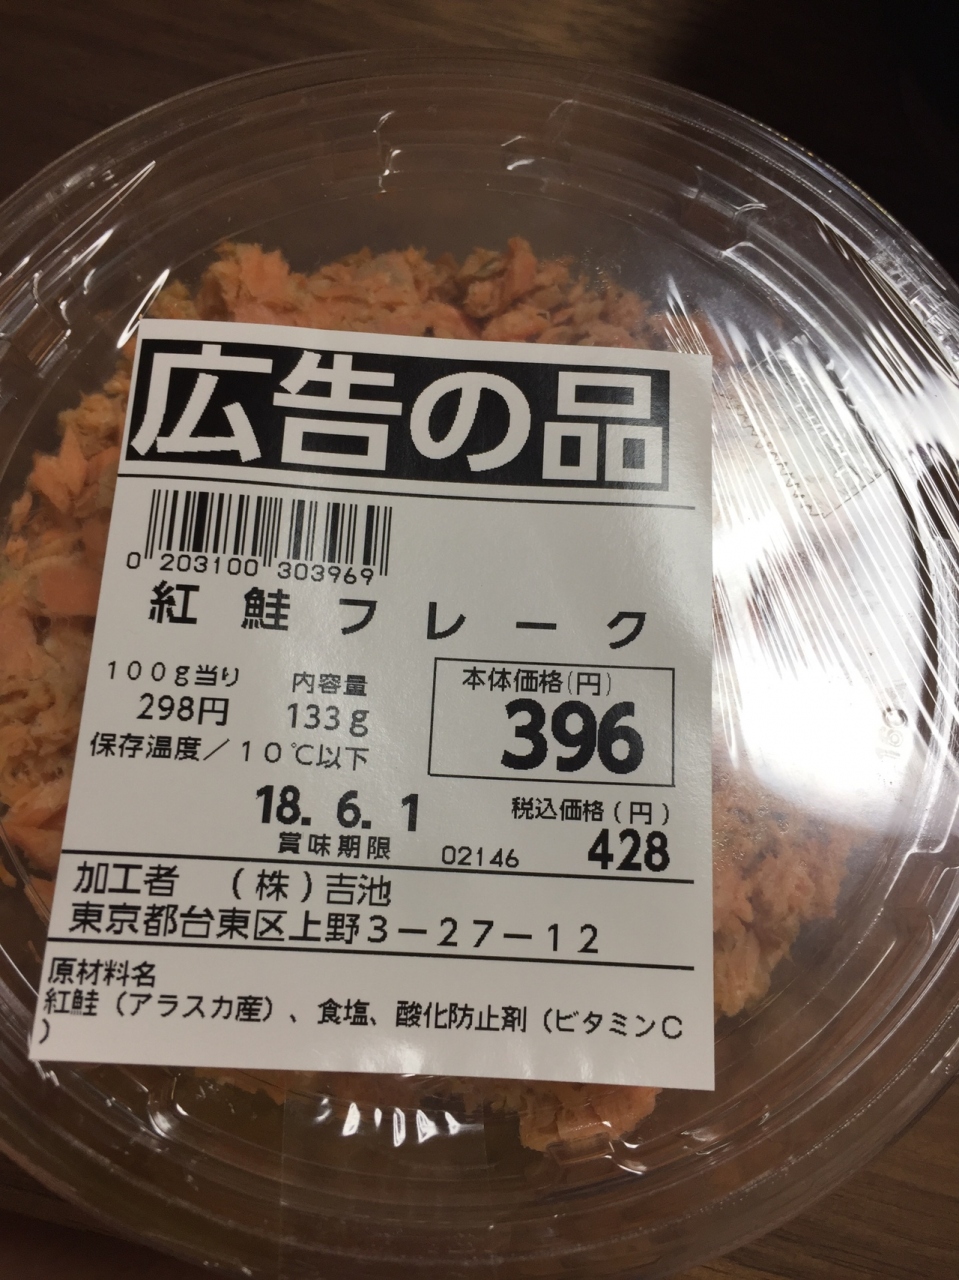 広告の品
0 203100 303969
紅鮭フレーク
100g当り 内容量 本体価格(円)
298円 133g 396
保存温度/10℃以下
18. 6. 1 税込価格(円)
賞味期限 02146 428
加工者 (株)吉池
東京都台東区上野3-27-12
原材料名
紅鮭(アラスカ産)、食塩、酸化防止剤(ビタミンC
)